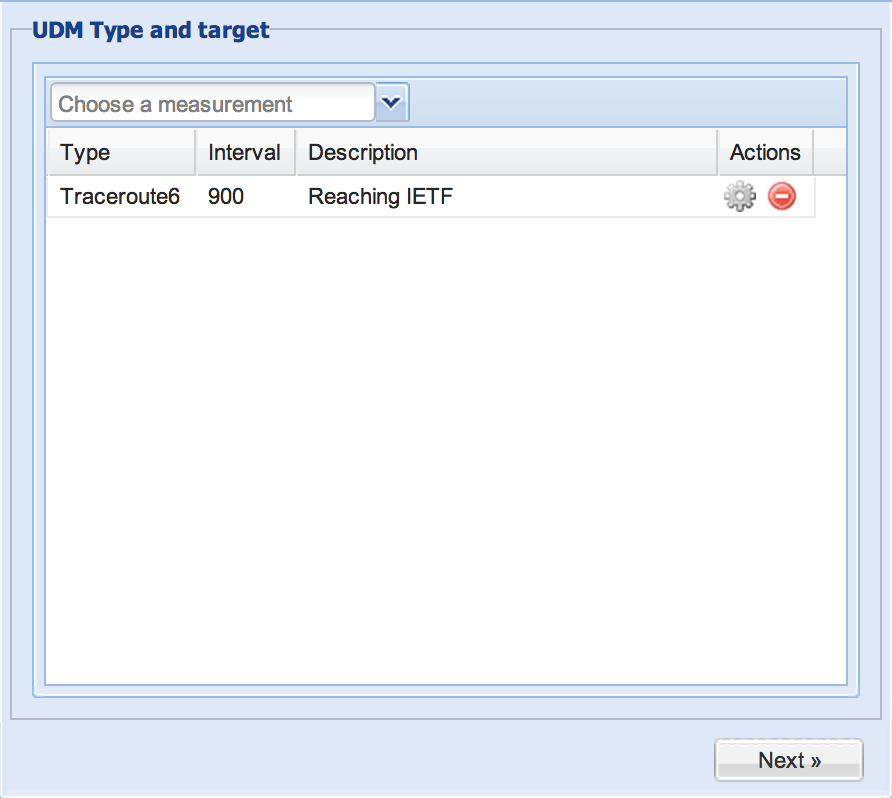 UDM Type and target
Choose a measurement
Type Interval Description Actions
Traceroute6 900 Reaching IETF
Next »